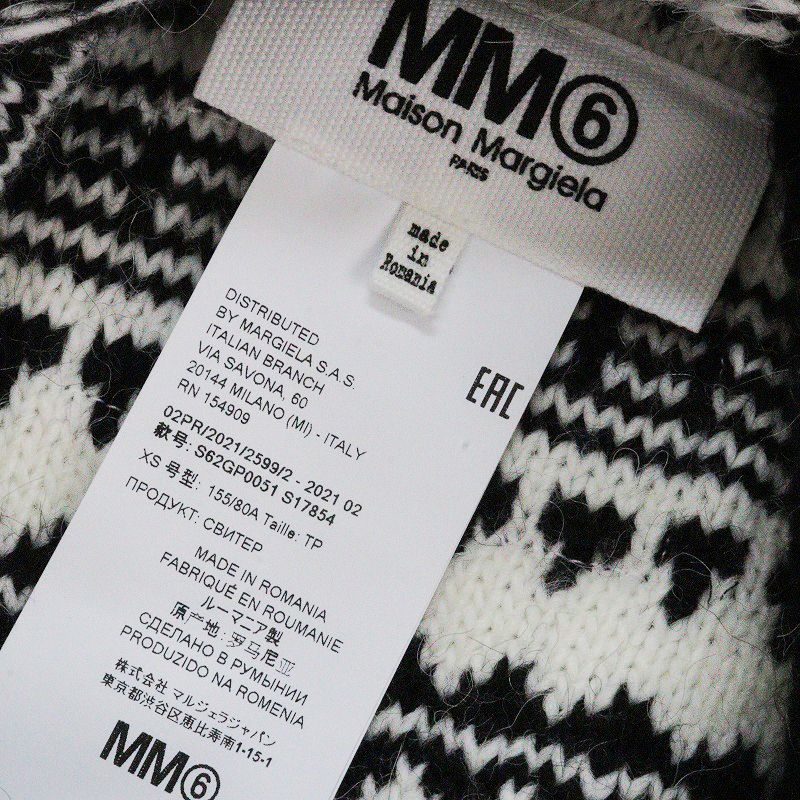 MM⑥
Maison Margiela
PARIS
made
in
Romania
DISTRIBUTED
BY MARGIELA S.A.S.
ITALIAN BRANCH
VIA SAVONA, 60
20144 MILANO (MI) - ITALY
RN 154909
EAC
02PR/2021/2599/2 - 2021 02
款号: S62GP0051 S17854
XS 号型: 155/80A Taille: TP
ПРОДУКТ: СВИТЕР
MADE IN ROMANIA
FABRIQUÉ EN ROUMANIE
ルーマニア製
原产地: 罗马尼亚
СДЕЛАНО В РУМЫНИИ
PRODUZIDO NA ROMENIA
株式会社 マルジェラジャパン
東京都渋谷区恵比寿南1-15-1
MM⑥